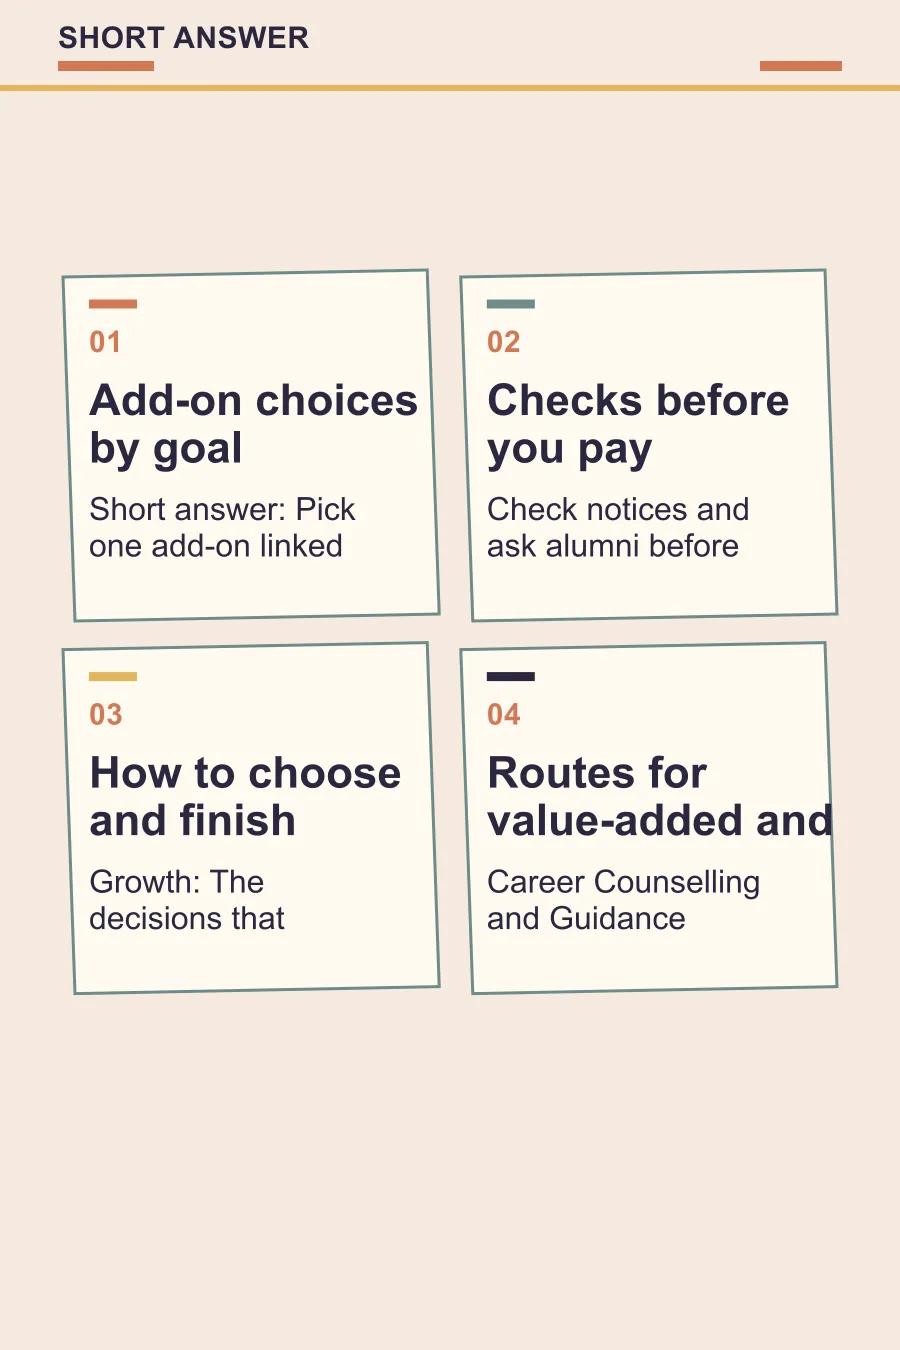 SHORT ANSWER
01
Add-on choices
by goal
Short answer: Pick
one add-on linked
02
Checks before
you pay
Check notices and
ask alumni before
03
How to choose
and finish
Growth: The
decisions that
04
Routes for
value-added and
Career Counselling
and Guidance